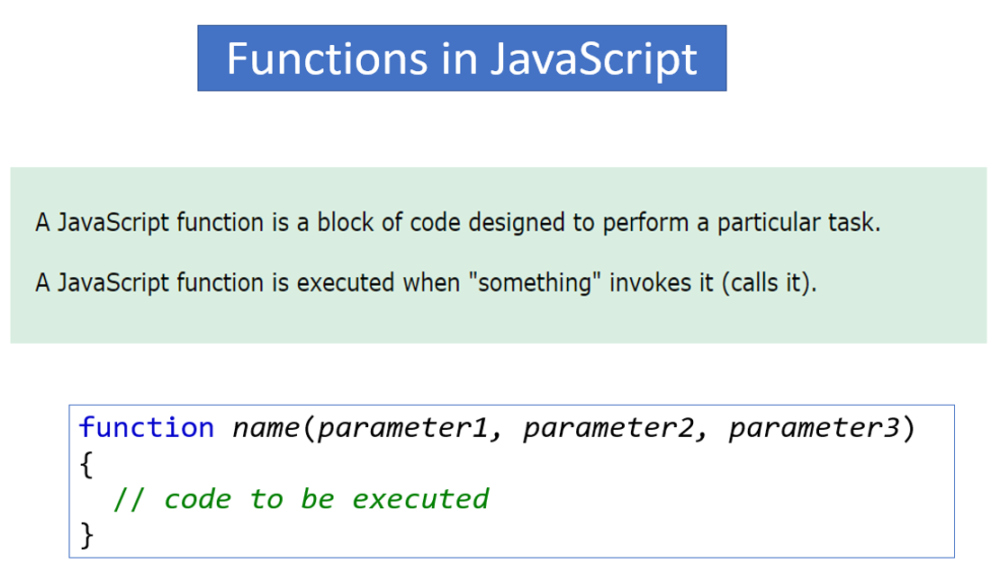 Functions in JavaScript
A JavaScript function is a block of code designed to perform a particular task.
A JavaScript function is executed when "something" invokes it (calls it).
function name(parameter1, parameter2, parameter3)
{
  // code to be executed
}